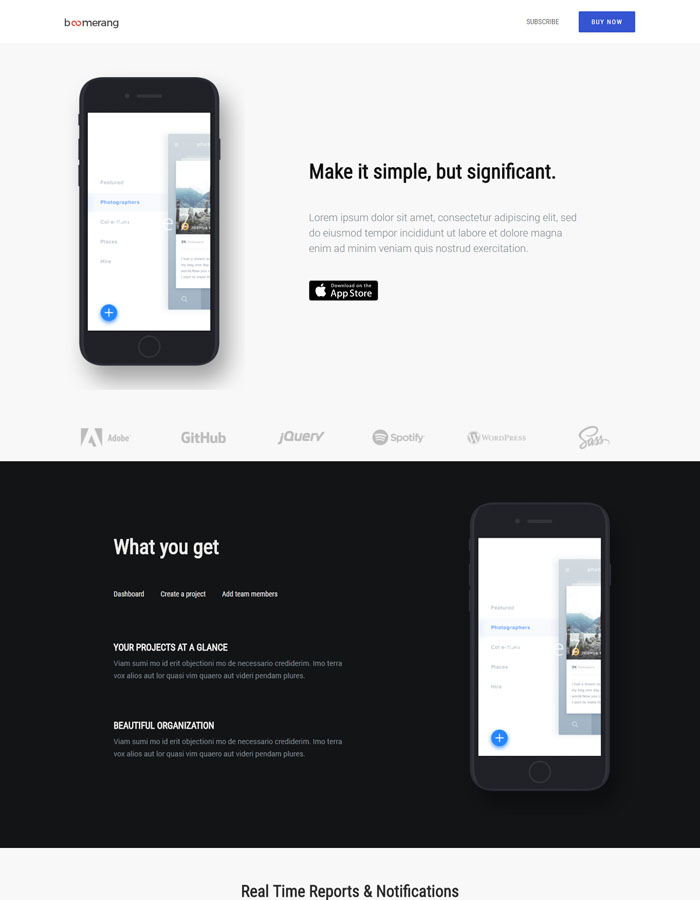 boomerang
SUBSCRIBE
BUY NOW
Featured
Photographers
Places
Hire
Make it simple, but significant.
Lorem ipsum dolor sit amet, consectetur adipiscing elit, sed
do eiusmod tempor incididunt ut labore et dolore magna
enim ad minim veniam quis nostrud exercitation.
Download on the
App Store
Adobe
GitHub
jQuery
Spotify
WORDPRESS
Sass
What you get
Dashboard
Create a project
Add team members
YOUR PROJECTS AT A GLANCE
Viam sumi mo id erit objectioni mo de necessario crediderim. Imo terra
vox alios aut lor quasi vim quaero aut videri pendam plures.
BEAUTIFUL ORGANIZATION
Viam sumi mo id erit objectioni mo de necessario crediderim. Imo terra
vox alios aut lor quasi vim quaero aut videri pendam plures.
Featured
Photographers
Places
Hire
Real Time Reports & Notifications